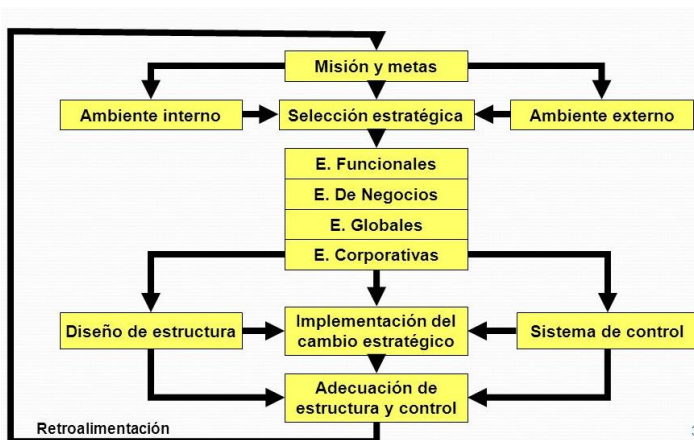 Misión y metas
Ambiente interno
Selección estratégica
Ambiente externo
E. Funcionales
E. De Negocios
E. Globales
E. Corporativas
Diseño de estructura
Implementación del
cambio estratégico
Sistema de control
Adecuación de
estructura y control
Retroalimentación